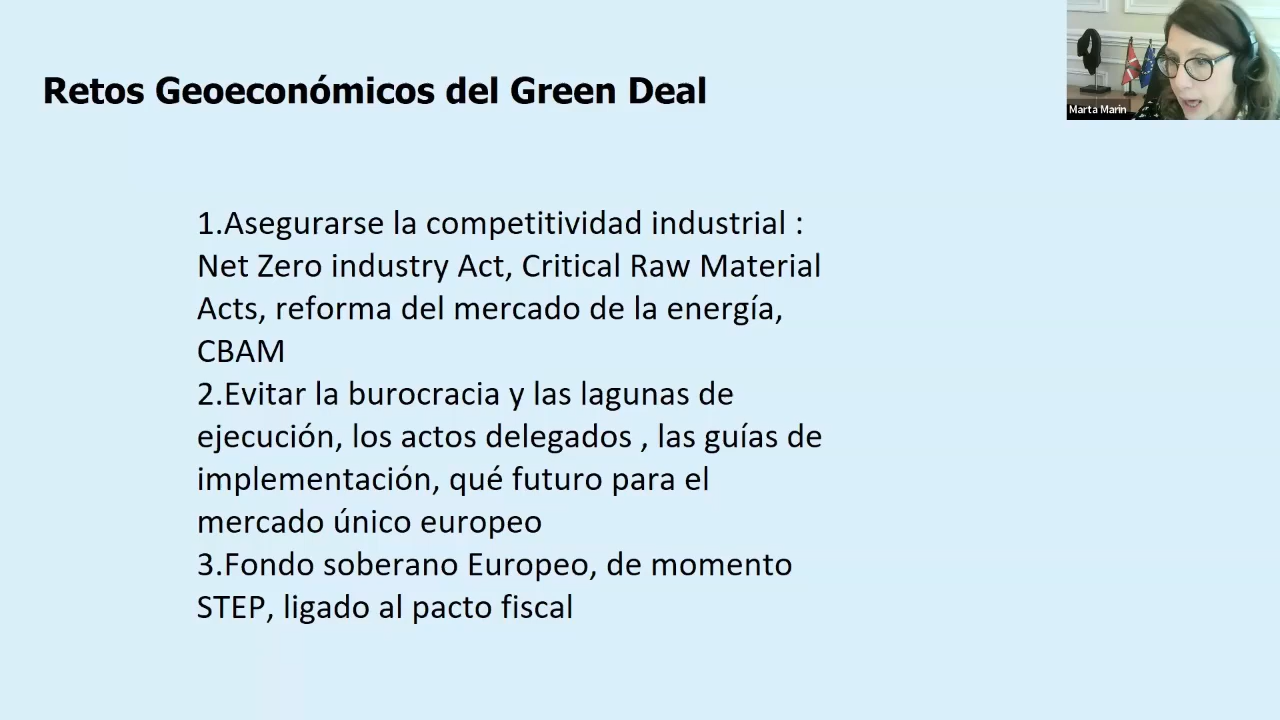 Retos Geoeconómicos del Green Deal
Marta Marin
1.Asegurarse la competitividad industrial :
Net Zero industry Act, Critical Raw Material
Acts, reforma del mercado de la energía,
CBAM
2.Evitar la burocracia y las lagunas de
ejecución, los actos delegados , las guías de
implementación, qué futuro para el
mercado único europeo
3.Fondo soberano Europeo, de momento
STEP, ligado al pacto fiscal